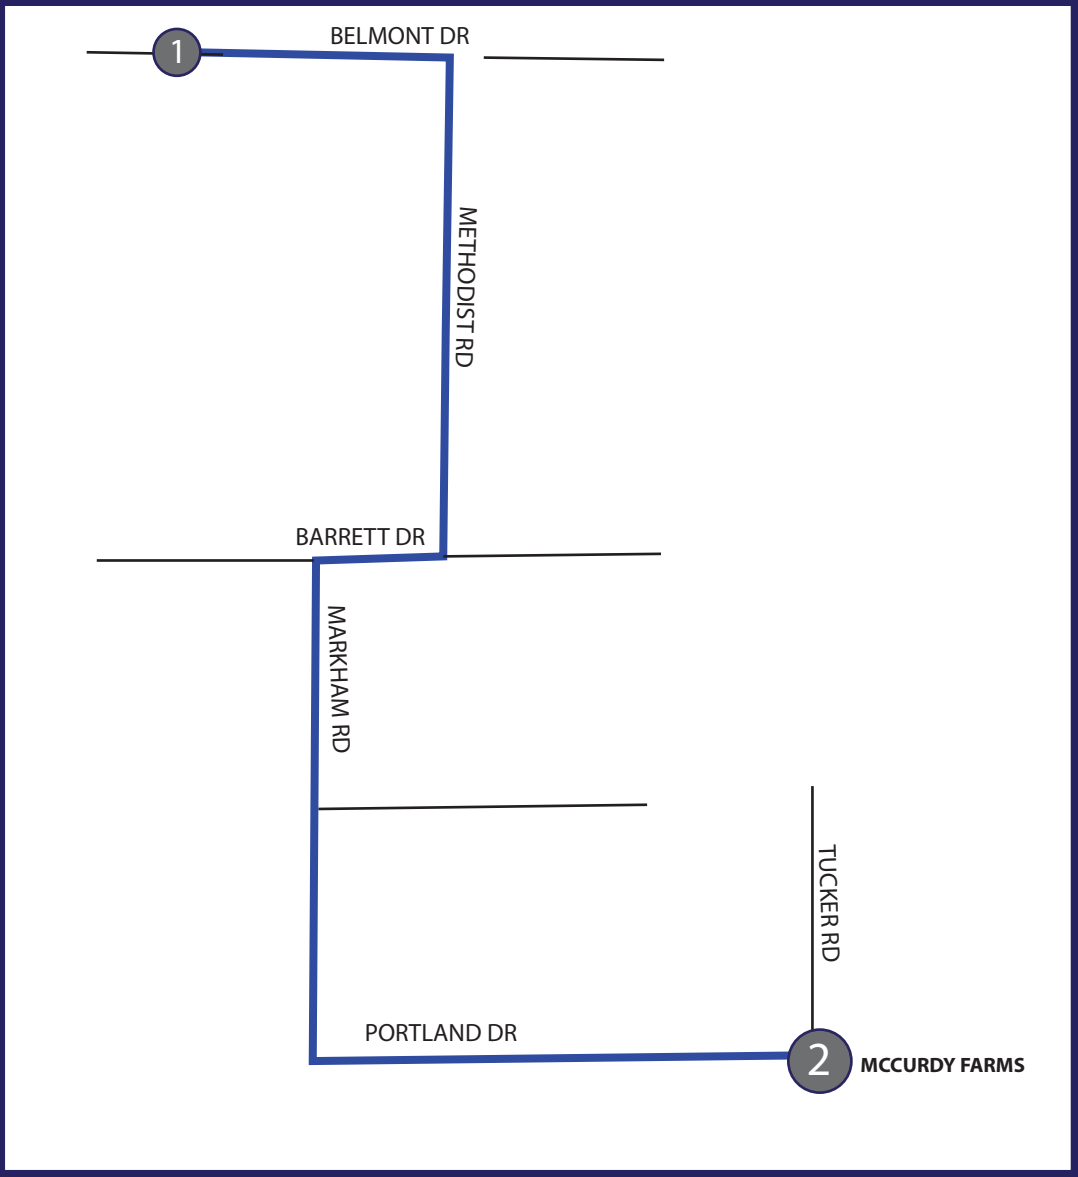 BELMONT DR
1
METHODIST RD
BARRETT DR
MARKHAM RD
TUCKER RD
PORTLAND DR
2
MCCURDY FARMS